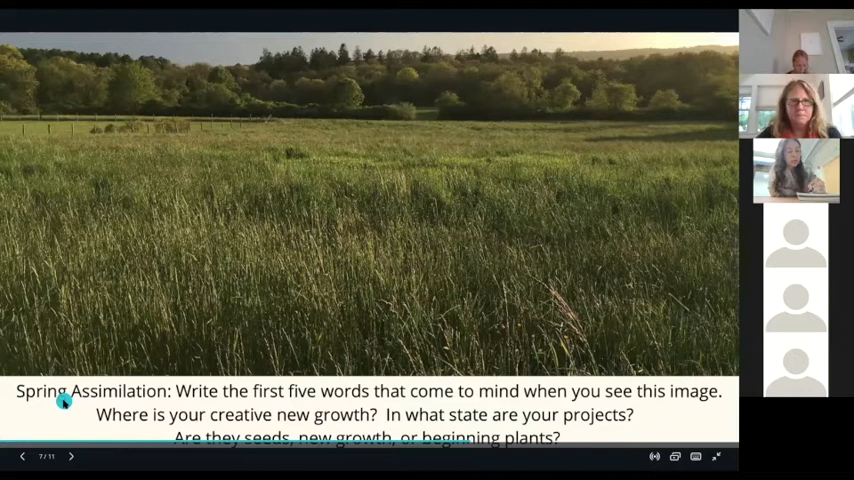 Spring Assimilation: Write the first five words that come to mind when you see this image.
Where is your creative new growth? In what state are your projects?
Are they seeds, new growth, or beginning plants?
7/11